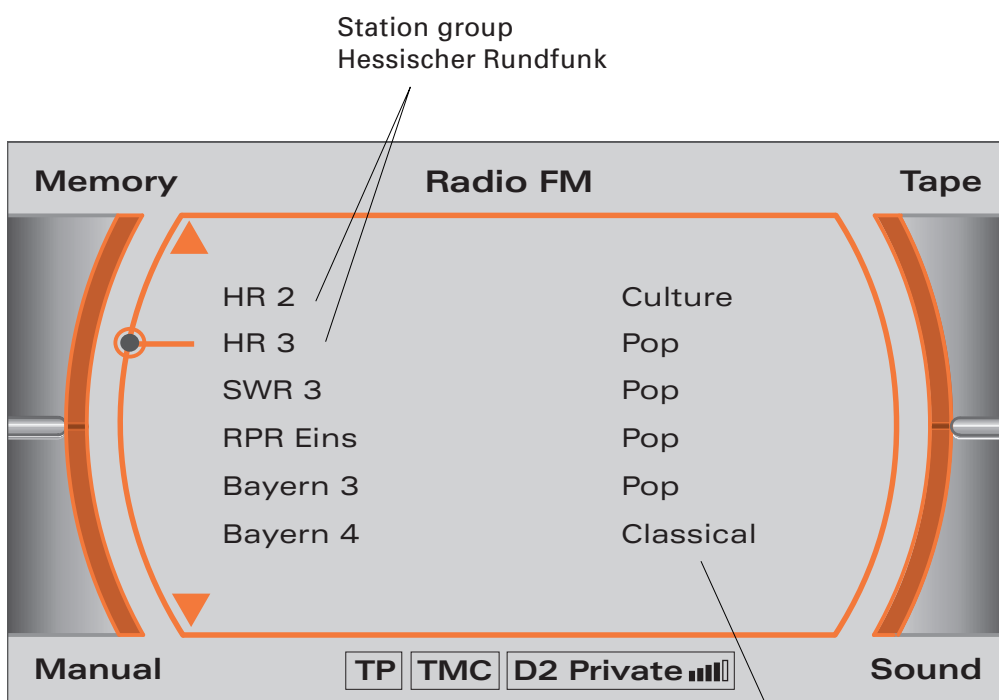 Station group
Hessischer Rundfunk
Memory Radio FM Tape
HR 2 Culture
HR 3 Pop
SWR 3 Pop
RPR Eins Pop
Bayern 3 Pop
Bayern 4 Classical
Manual TP TMC D2 Private Sound